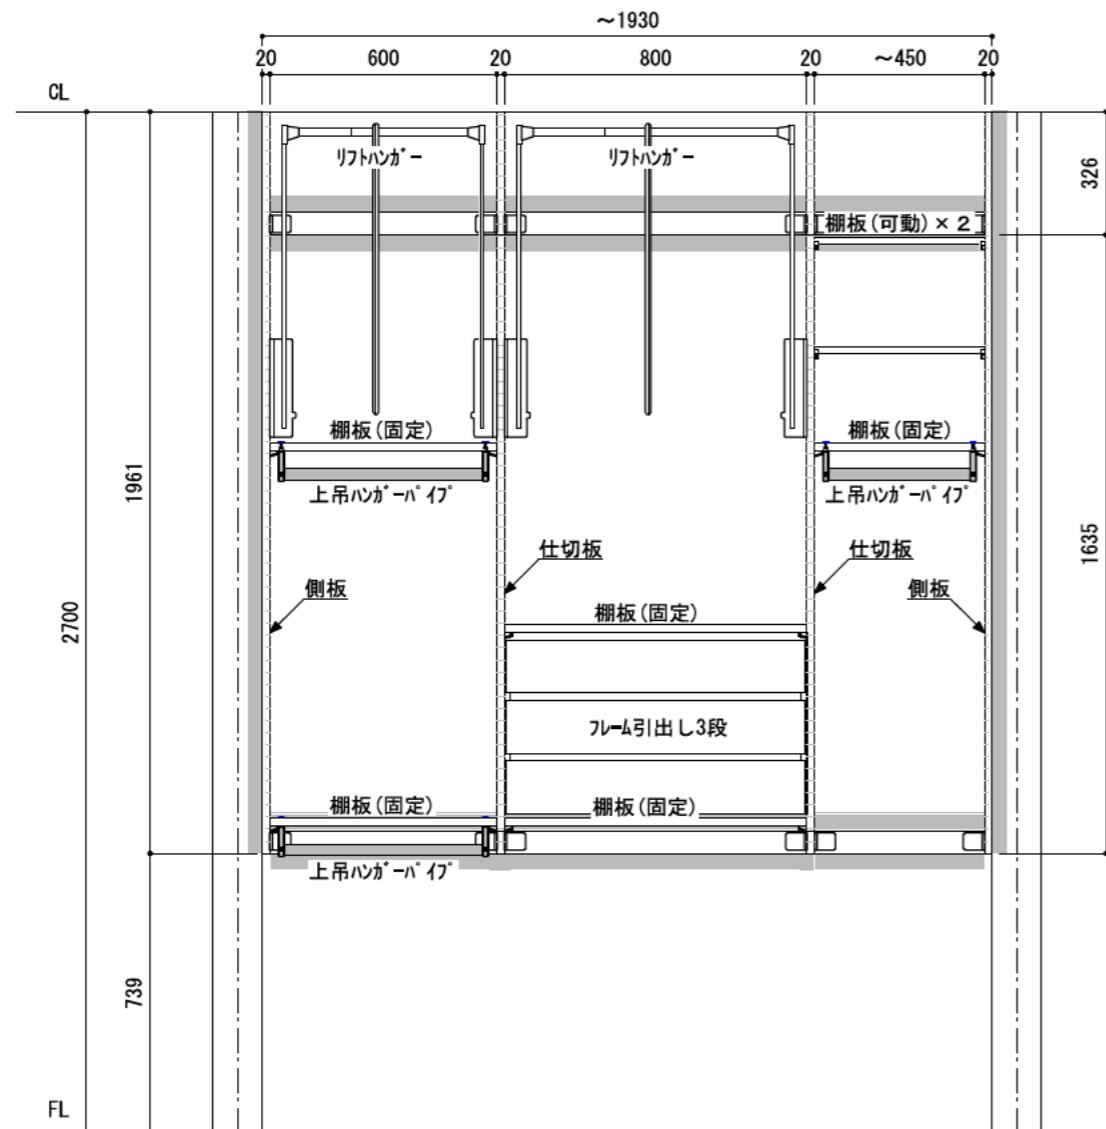 ～1930
20 600 20 800 20 ～450 20
CL
ﾘﾌﾄﾊﾝｶﾞｰ ﾘﾌﾄﾊﾝｶﾞｰ
326
棚板(可動)×２
棚板(固定) 棚板(固定)
1961
上吊ﾊﾝｶﾞｰﾊﾟｲﾌﾟ 上吊ﾊﾝｶﾞｰﾊﾟｲﾌﾟ
1635
仕切板 仕切板
側板 側板
2700
棚板(固定)
ﾌﾚｰﾑ引出し3段
棚板(固定) 棚板(固定)
上吊ﾊﾝｶﾞｰﾊﾟｲﾌﾟ
739
FL